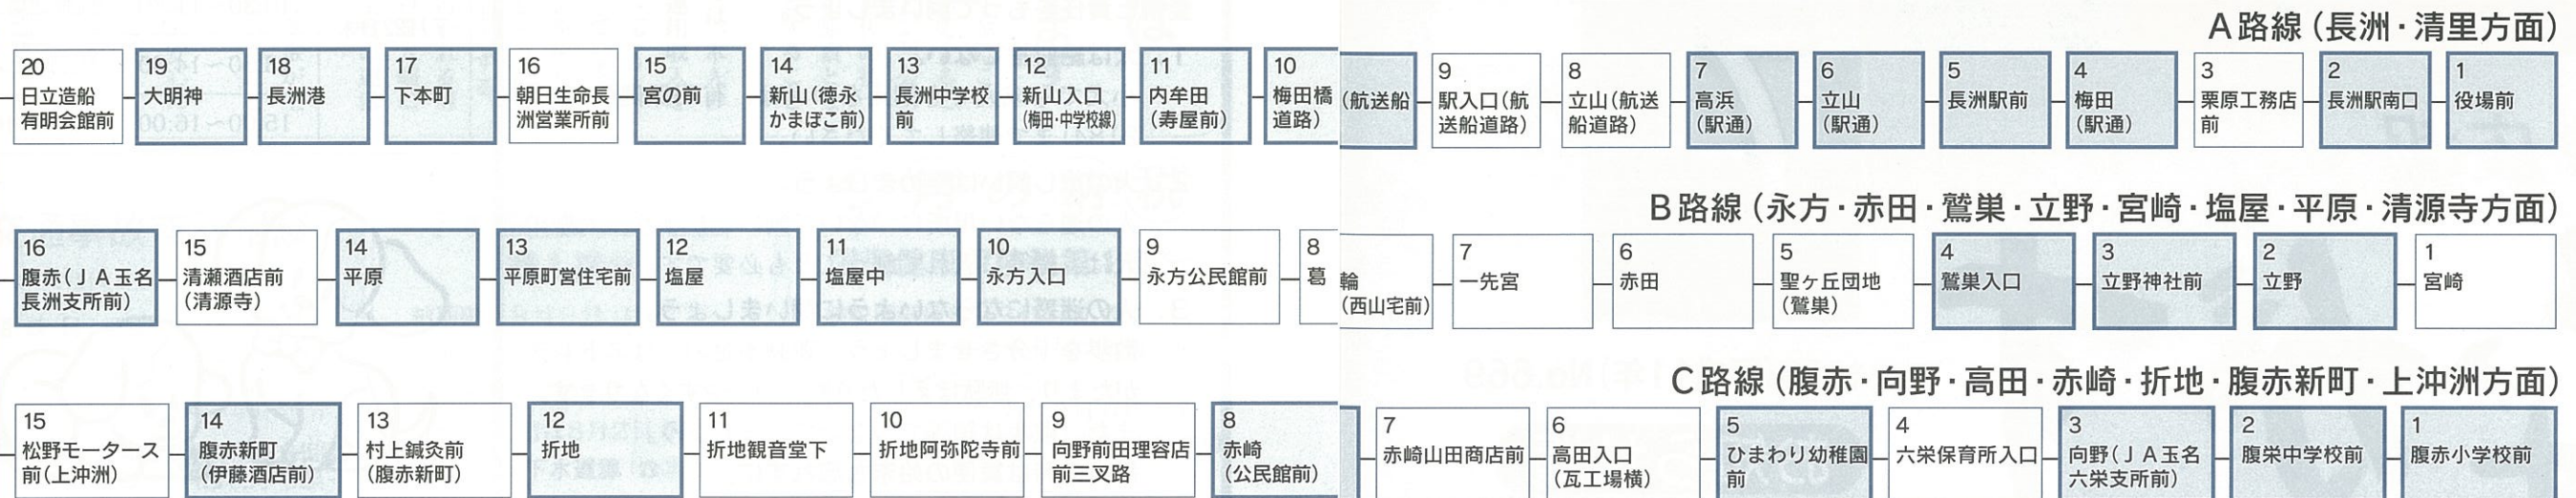 A路線（長洲・清里方面）
1
役場前
2
長洲駅南口
3
栗原工務店
前
4
梅田
（駅通）
5
長洲駅前
6
立山
（駅通）
7
高浜
（駅通）
8
立山（航送
船道路）
9
駅入口（航
送船道路）
10
梅田橋（航送船
道路）
11
内牟田
（寿屋前）
12
新山入口
（梅田・中学校線）
13
長洲中学校
前
14
新山（徳永
かまぼこ前）
15
宮の前
16
朝日生命長
洲営業所前
17
下本町
18
長洲港
19
大明神
20
日立造船
有明会館前
B路線（永方・赤田・鷲巣・立野・宮崎・塩屋・平原・清源寺方面）
1
宮崎
2
立野
3
立野神社前
4
鷲巣入口
5
聖ヶ丘団地
（鷲巣）
6
赤田
7
一先宮
8
葛輪
（西山宅前）
9
永方公民館前
10
永方入口
11
塩屋中
12
塩屋
13
平原町営住宅前
14
平原
15
清瀬酒店前
（清源寺）
16
腹赤（ＪＡ玉名
長洲支所前）
C路線（腹赤・向野・高田・赤崎・折地・腹赤新町・上沖洲方面）
1
腹赤小学校前
2
腹栄中学校前
3
向野（ＪＡ玉名
六栄支所前）
4
六栄保育所入口
5
ひまわり幼稚園
前
6
高田入口
（瓦工場横）
7
赤崎山田商店前
8
赤崎
（公民館前）
9
向野前田理容店
前三叉路
10
折地阿弥陀寺前
11
折地観音堂下
12
折地
13
村上鍼灸前
（腹赤新町）
14
腹赤新町
（伊藤酒店前）
15
松野モータース
前（上沖洲）